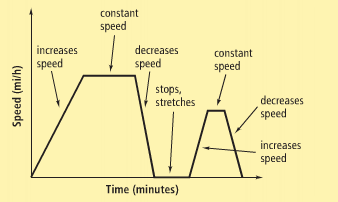 constant
speed
increases
speed
decreases
speed
constant
speed
stops,
stretches
decreases
speed
increases
speed
Speed (mi/h)
Time (minutes)